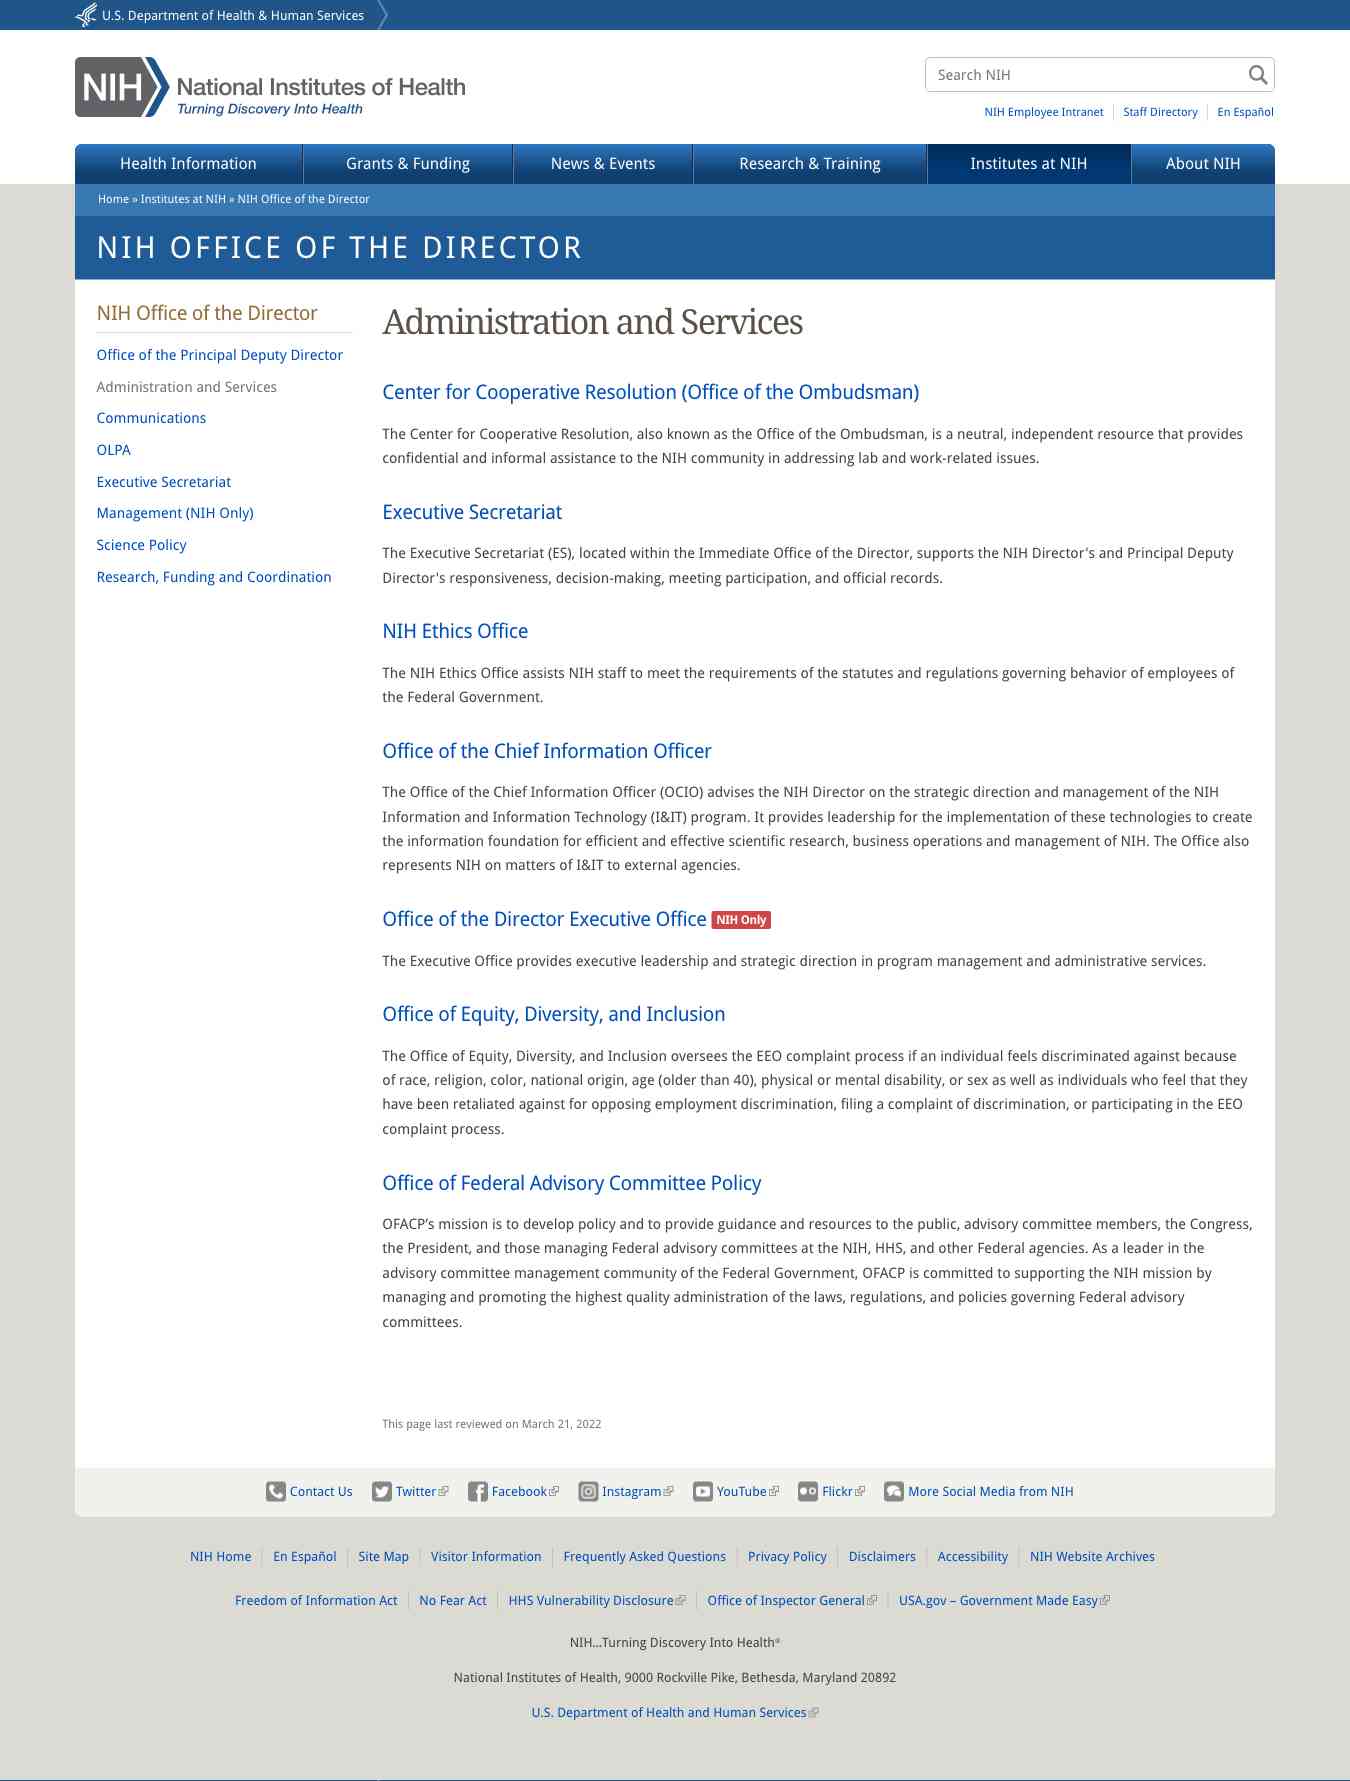 U.S. Department of Health & Human Services
NIH National Institutes of Health
Turning Discovery Into Health
Search NIH
NIH Employee Intranet Staff Directory En Español
Health Information Grants & Funding News & Events Research & Training Institutes at NIH About NIH
Home » Institutes at NIH » NIH Office of the Director
NIH OFFICE OF THE DIRECTOR
NIH Office of the Director
Office of the Principal Deputy Director
Administration and Services
Communications
OLPA
Executive Secretariat
Management (NIH Only)
Science Policy
Research, Funding and Coordination
Administration and Services
Center for Cooperative Resolution (Office of the Ombudsman)
The Center for Cooperative Resolution, also known as the Office of the Ombudsman, is a neutral, independent resource that provides
confidential and informal assistance to the NIH community in addressing lab and work-related issues.
Executive Secretariat
The Executive Secretariat (ES), located within the Immediate Office of the Director, supports the NIH Director’s and Principal Deputy
Director's responsiveness, decision-making, meeting participation, and official records.
NIH Ethics Office
The NIH Ethics Office assists NIH staff to meet the requirements of the statutes and regulations governing behavior of employees of
the Federal Government.
Office of the Chief Information Officer
The Office of the Chief Information Officer (OCIO) advises the NIH Director on the strategic direction and management of the NIH
Information and Information Technology (I&IT) program. It provides leadership for the implementation of these technologies to create
the information foundation for efficient and effective scientific research, business operations and management of NIH. The Office also
represents NIH on matters of I&IT to external agencies.
Office of the Director Executive Office NIH Only
The Executive Office provides executive leadership and strategic direction in program management and administrative services.
Office of Equity, Diversity, and Inclusion
The Office of Equity, Diversity, and Inclusion oversees the EEO complaint process if an individual feels discriminated against because
of race, religion, color, national origin, age (older than 40), physical or mental disability, or sex as well as individuals who feel that they
have been retaliated against for opposing employment discrimination, filing a complaint of discrimination, or participating in the EEO
complaint process.
Office of Federal Advisory Committee Policy
OFACP’s mission is to develop policy and to provide guidance and resources to the public, advisory committee members, the Congress,
the President, and those managing Federal advisory committees at the NIH, HHS, and other Federal agencies. As a leader in the
advisory committee management community of the Federal Government, OFACP is committed to supporting the NIH mission by
managing and promoting the highest quality administration of the laws, regulations, and policies governing Federal advisory
committees.
This page last reviewed on March 21, 2022
Contact Us Twitter Facebook Instagram YouTube Flickr More Social Media from NIH
NIH Home En Español Site Map Visitor Information Frequently Asked Questions Privacy Policy Disclaimers Accessibility NIH Website Archives
Freedom of Information Act No Fear Act HHS Vulnerability Disclosure Office of Inspector General USA.gov – Government Made Easy
NIH…Turning Discovery Into Health®
National Institutes of Health, 9000 Rockville Pike, Bethesda, Maryland 20892
U.S. Department of Health and Human Services